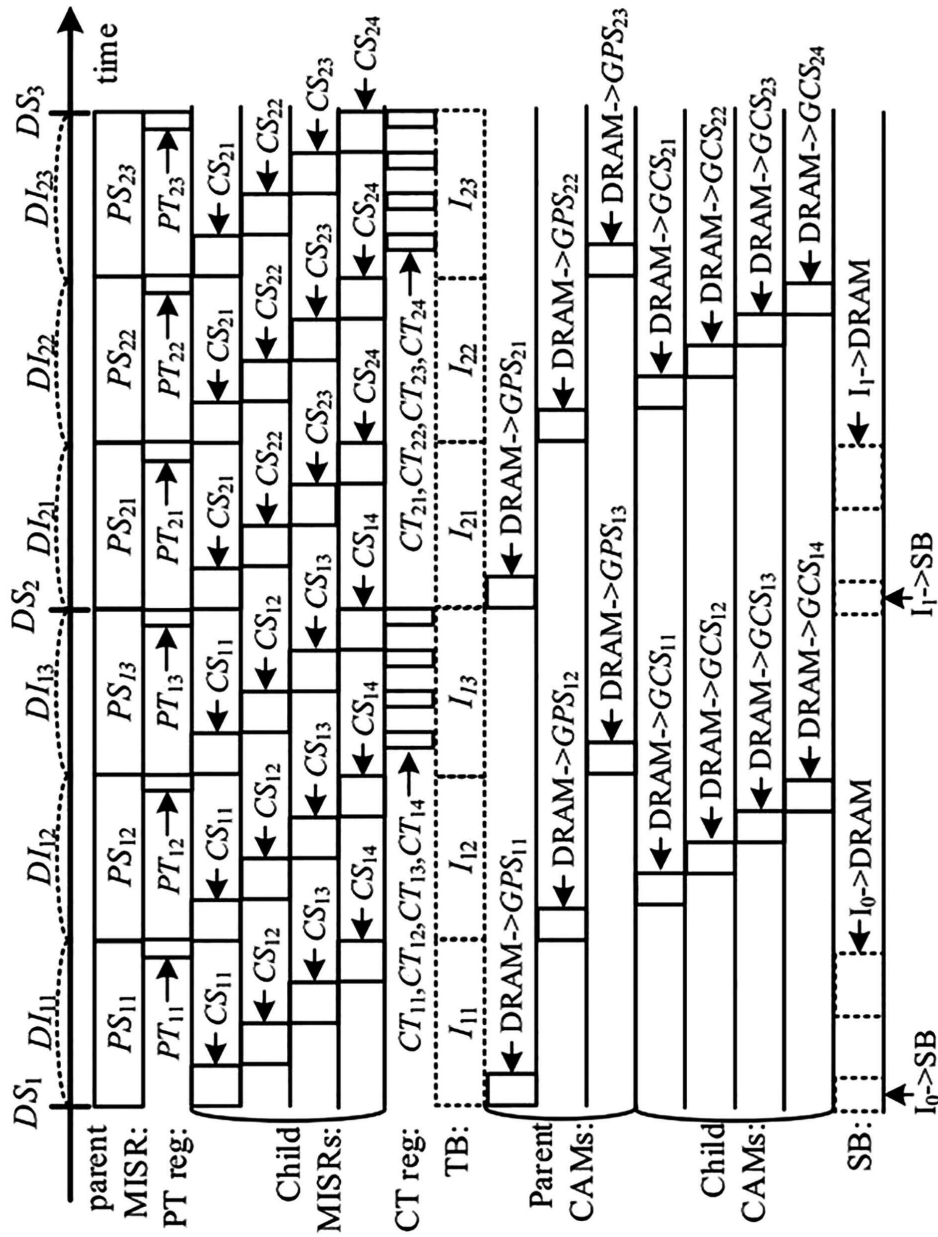 DS1 DI11 DI12 DI13 DS2 DI21 DI22 DI23 DS3
time
parent MISR: PS11 PS12 PS13 PS21 PS22 PS23
PT reg: PT11 PT12 PT13 PT21 PT22 PT23
Child MISRs:
CS11 CS11 CS11 CS21 CS21 CS21
CS12 CS12 CS12 CS22 CS22 CS22
CS13 CS13 CS13 CS23 CS23 CS23
CS14 CS14 CS14 CS24 CS24 CS24
CT reg: CT11,CT12,CT13,CT14 CT21,CT22,CT23,CT24
TB: I11 I12 I13 I21 I22 I23
Parent CAMs:
DRAM->GPS11 DRAM->GPS21
DRAM->GPS12 DRAM->GPS22
DRAM->GPS13 DRAM->GPS23
Child CAMs:
DRAM->GCS11 DRAM->GCS21
DRAM->GCS12 DRAM->GCS22
DRAM->GCS13 DRAM->GCS23
DRAM->GCS14 DRAM->GCS24
SB: I0->DRAM I1->DRAM
I0->SB I1->SB